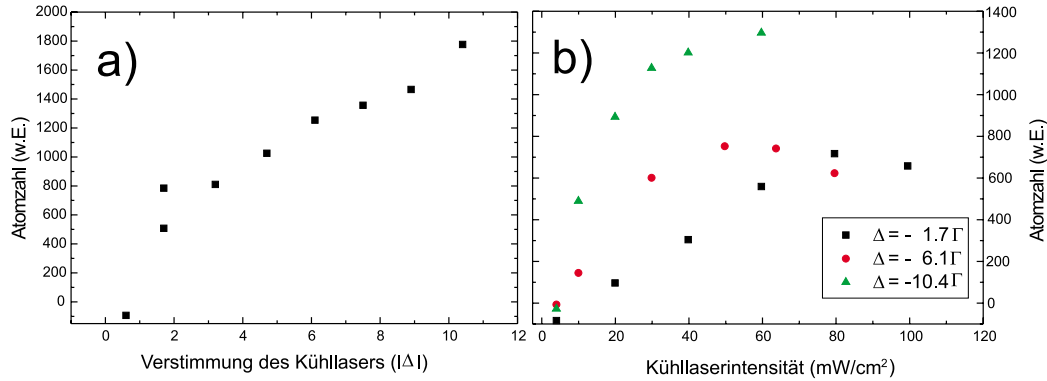 a)
Atomzahl (w.E.)
2000
1800
1600
1400
1200
1000
800
600
400
200
0
0 2 4 6 8 10 12
Verstimmung des Kühllasers (|Δ|)
b)
1400
1200
1000
800
600
400
200
0
Atomzahl (w.E.)
Δ = - 1.7Γ
Δ = - 6.1Γ
Δ = -10.4Γ
0 20 40 60 80 100 120
Kühllaserintensität (mW/cm²)